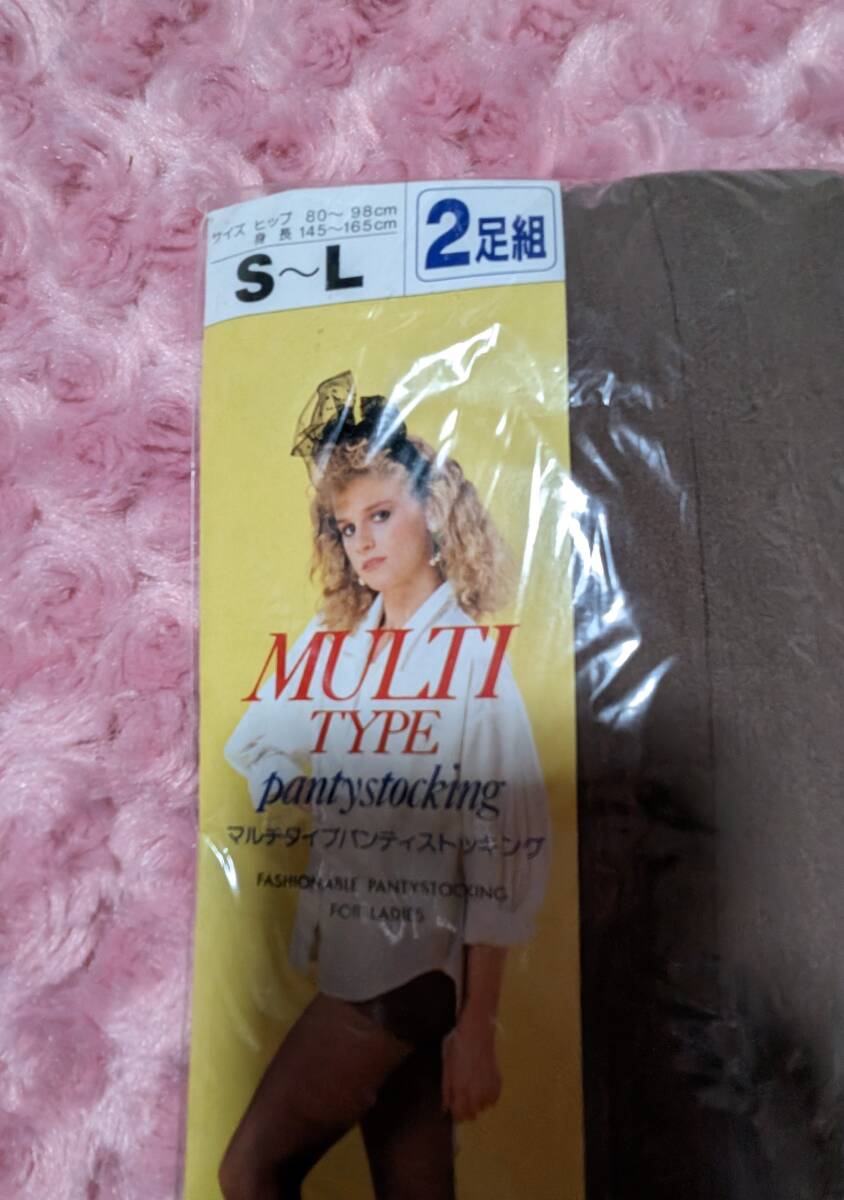 サイズ ヒップ 80～98cm
身長 145～165cm
S～L
2足組
MULTI
TYPE
pantystocking
マルチタイプパンティストッキング
FASHIONABLE PANTYSTOCKING
FOR LADIES